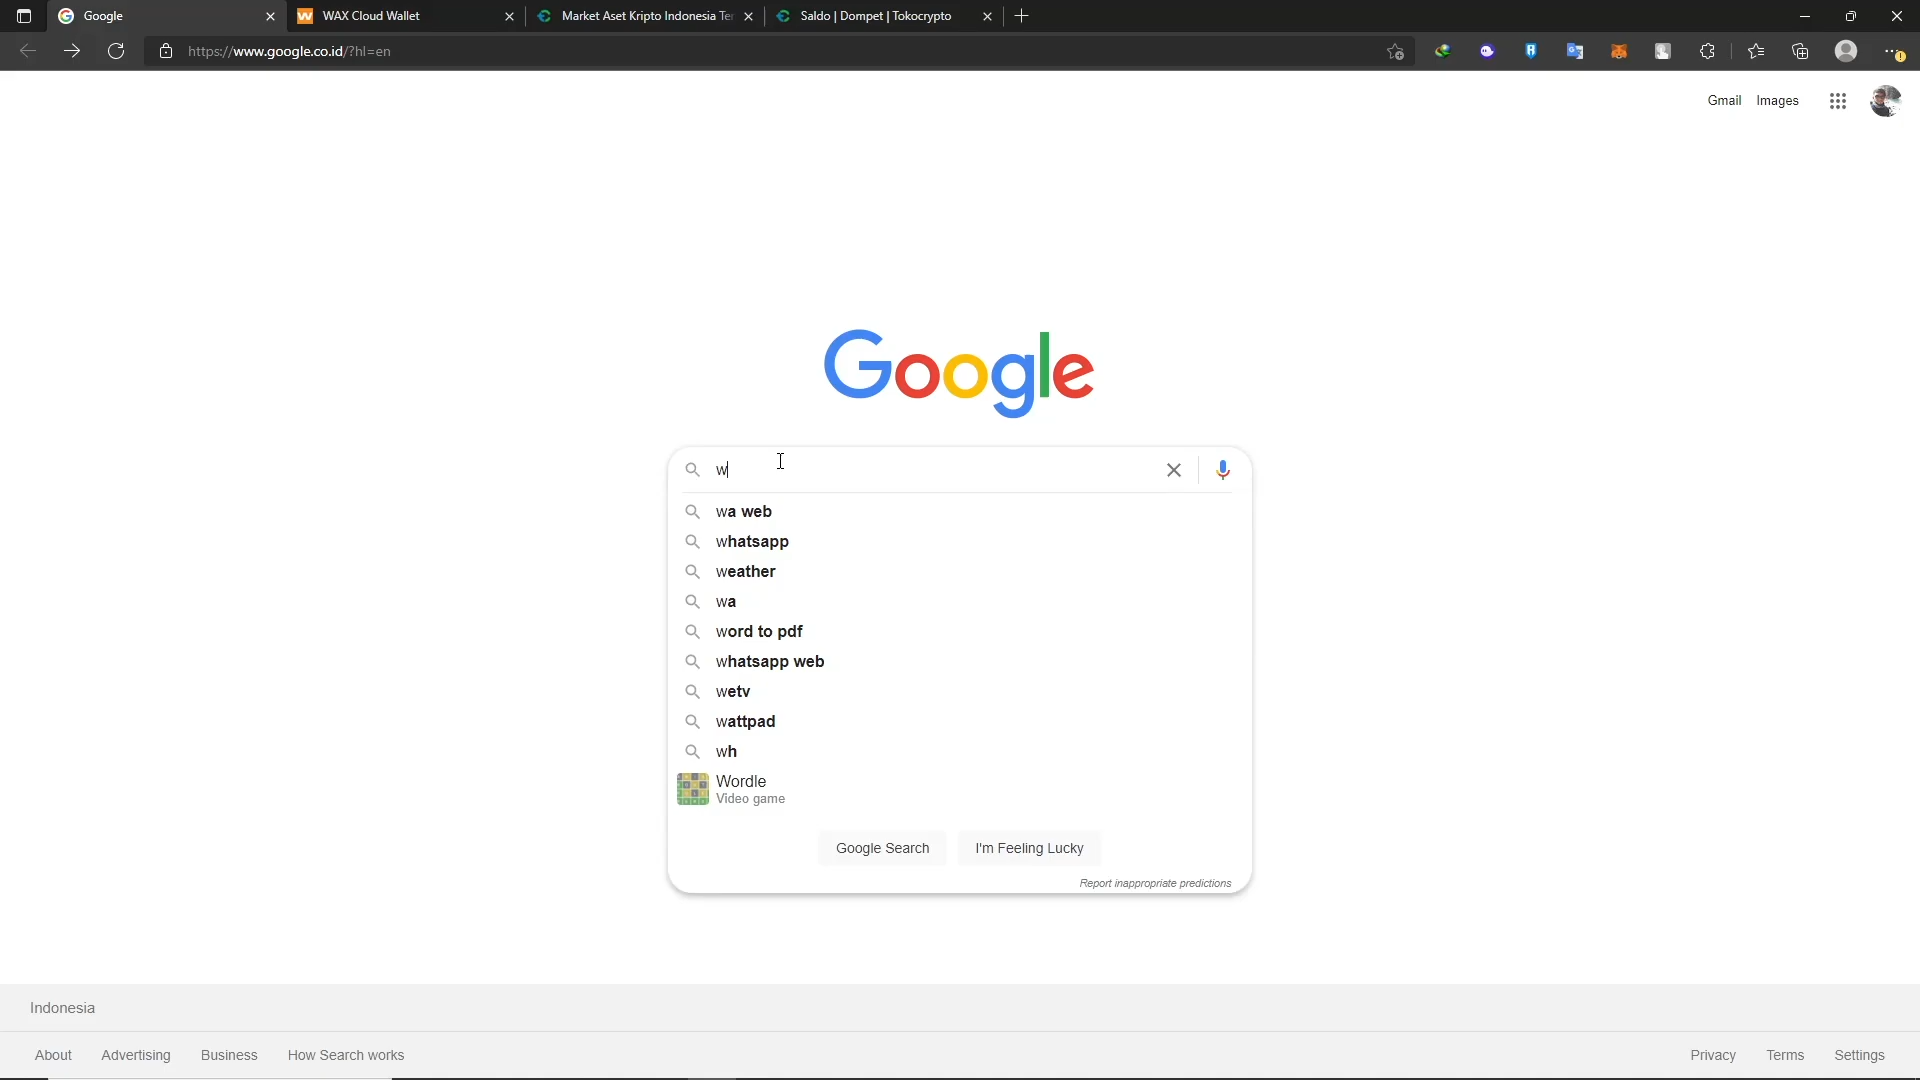 Google
WAX Cloud Wallet
Market Aset Kripto Indonesia Ter
Saldo | Dompet | Tokocrypto
https://www.google.co.id/?hl=en
Gmail
Images
Google
w
wa web
whatsapp
weather
wa
word to pdf
whatsapp web
wetv
wattpad
wh
Wordle
Video game
Google Search
I'm Feeling Lucky
Report inappropriate predictions
Indonesia
About
Advertising
Business
How Search works
Privacy
Terms
Settings